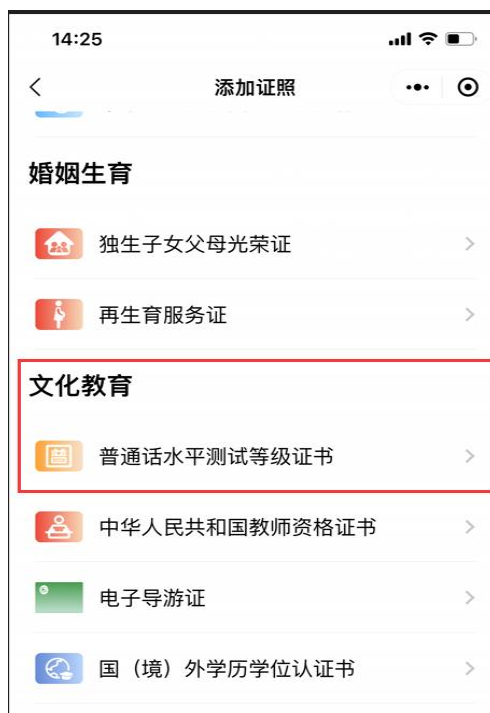 14:25
添加证照
婚姻生育
独生子女父母光荣证
再生育服务证
文化教育
普
普通话水平测试等级证书
中华人民共和国教师资格证书
电子导游证
国（境）外学历学位认证书